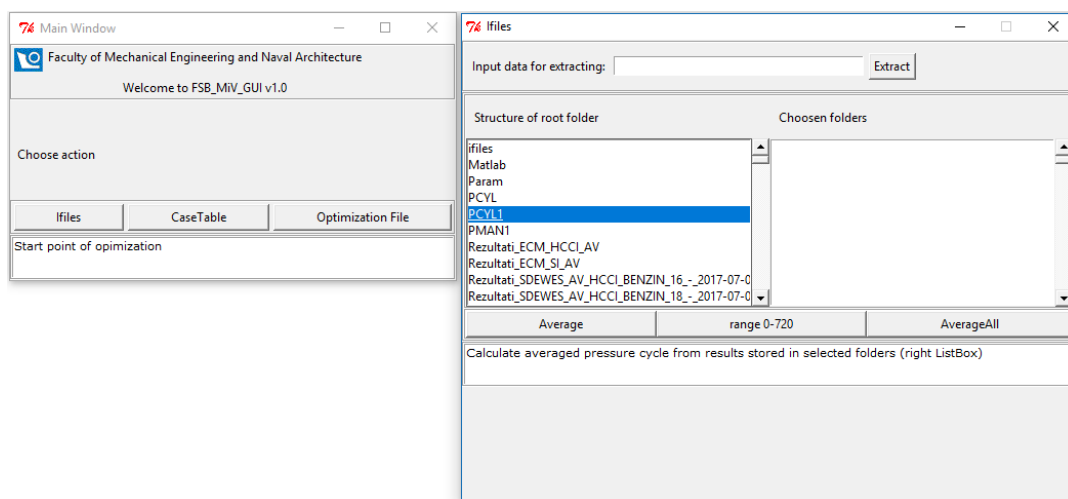 Main Window
Faculty of Mechanical Engineering and Naval Architecture
Welcome to FSB_MiV_GUI v1.0
Choose action
Ifiles
CaseTable
Optimization File
Start point of opimization
Ifiles
Input data for extracting:
Extract
Structure of root folder
Choosen folders
ifiles
Matlab
Param
PCYL
PCYL1
PMAN1
Rezultati_ECM_HCCI_AV
Rezultati_ECM_SI_AV
Rezultati_SDEWES_AV_HCCI_BENZIN_16_-_2017-07-0
Rezultati_SDEWES_AV_HCCI_BENZIN_18_-_2017-07-0
Average
range 0-720
AverageAll
Calculate averaged pressure cycle from results stored in selected folders (right ListBox)